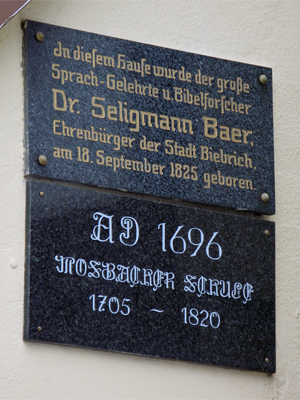 In diesem Hause wurde der große
Sprach-Gelehrte u. Bibelforscher
Dr. Seligmann Baer,
Ehrenbürger der Stadt Biebrich,
am 18. September 1825 geboren.
AD 1696
MOSBACHER SCHULE
1705 – 1820